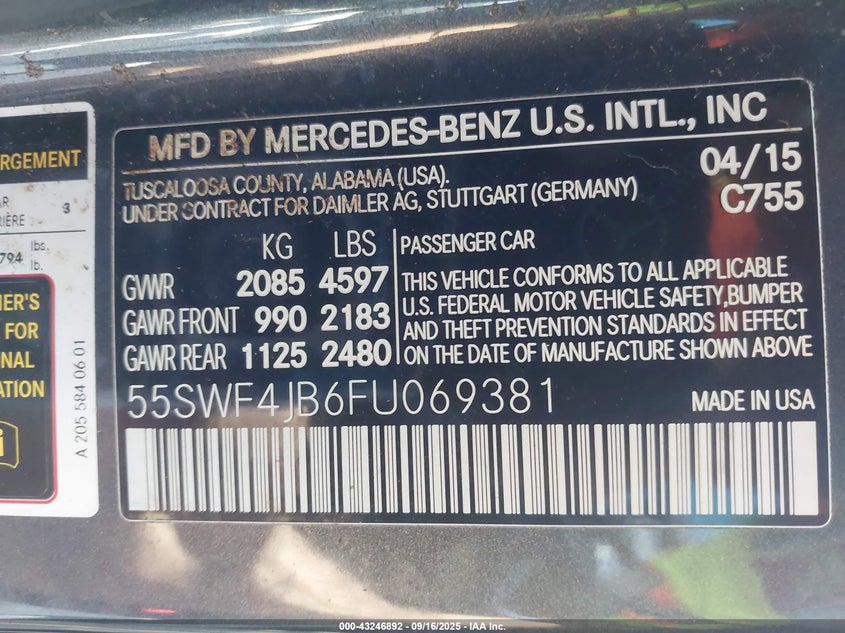 RGEMENT
AR
RIÈRE 3
794 lbs.
lb.
NER'S
FOR
NAL
ATION
i
A 205 584 06 01
MFD BY MERCEDES-BENZ U.S. INTL., INC
TUSCALOOSA COUNTY, ALABAMA (USA). 04/15
UNDER CONTRACT FOR DAIMLER AG, STUTTGART (GERMANY) C755
KG LBS PASSENGER CAR
GVWR 2085 4597 THIS VEHICLE CONFORMS TO ALL APPLICABLE
U.S. FEDERAL MOTOR VEHICLE SAFETY,BUMPER
GAWR FRONT 990 2183 AND THEFT PREVENTION STANDARDS IN EFFECT
GAWR REAR 1125 2480 ON THE DATE OF MANUFACTURE SHOWN ABOVE
55SWF4JB6FU069381 MADE IN USA
000-43246892 - 09/16/2025 - IAA Inc.